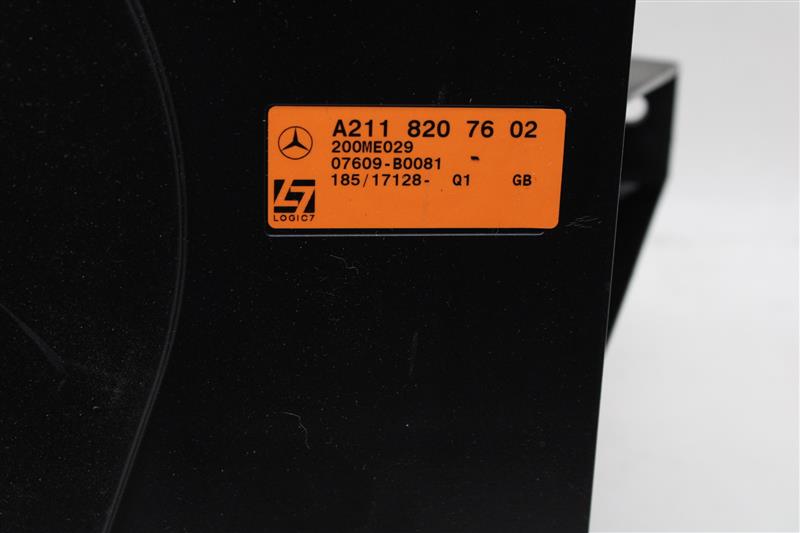 A211 820 76 02
200ME029
07609-B0081 -
185/17128- Q1 GB
LOGIC7